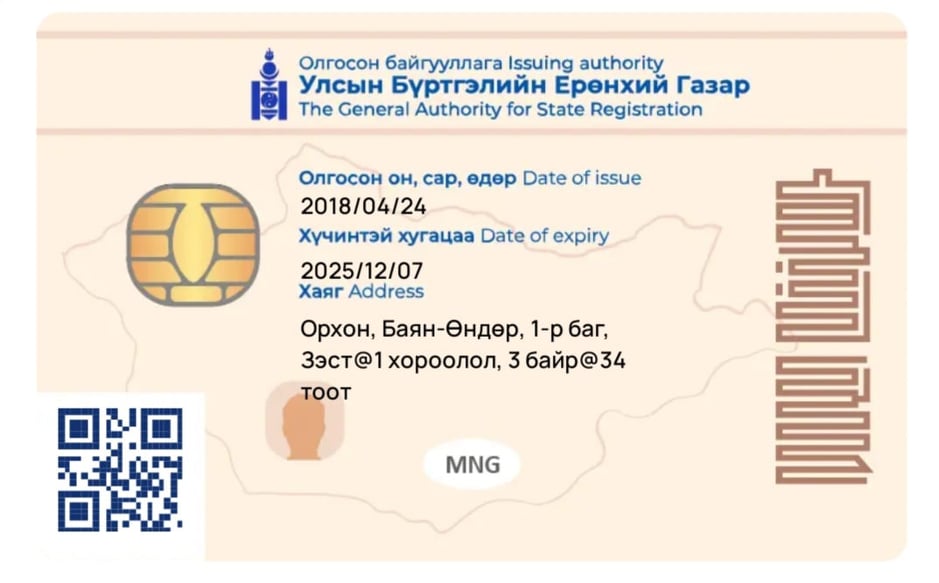 Олгосон байгууллага Issuing authority
Улсын Бүртгэлийн Ерөнхий Газар
The General Authority for State Registration
Олгосон он, сар, өдөр Date of issue
2018/04/24
Хүчинтэй хугацаа Date of expiry
2025/12/07
Хаяг Address
Орхон, Баян-Өндөр, 1-р баг,
Зэст@1 хороолол, 3 байр@34
тоот
MNG